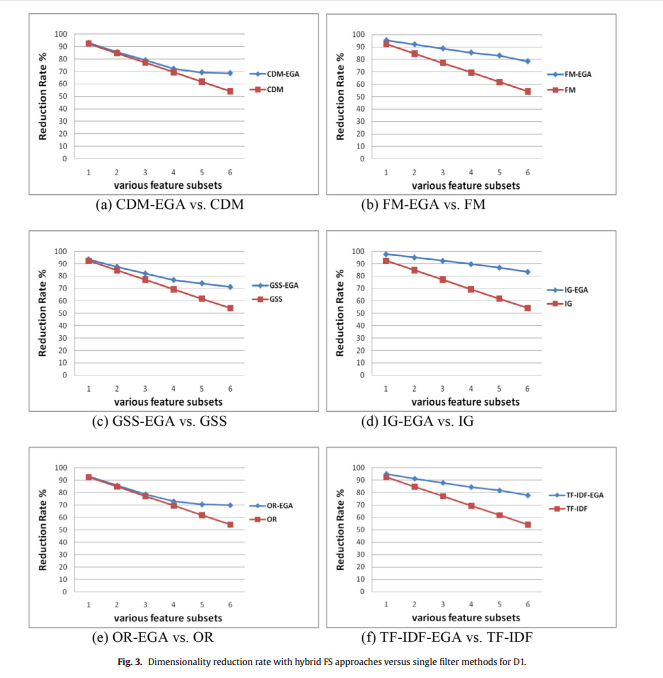 100
90
80
70
60
50
40
30
20
10
0
Reduction Rate %
1 2 3 4 5 6
various feature subsets
CDM-EGA
CDM
(a) CDM-EGA vs. CDM
100
90
80
70
60
50
40
30
20
10
0
Reduction Rate %
1 2 3 4 5 6
various feature subsets
FM-EGA
FM
(b) FM-EGA vs. FM
100
90
80
70
60
50
40
30
20
10
0
Reduction Rate %
1 2 3 4 5 6
various feature subsets
GSS-EGA
GSS
(c) GSS-EGA vs. GSS
100
90
80
70
60
50
40
30
20
10
0
Reduction Rate %
1 2 3 4 5 6
various feature subsets
IG-EGA
IG
(d) IG-EGA vs. IG
100
90
80
70
60
50
40
30
20
10
0
Reduction Rate %
1 2 3 4 5 6
various feature subsets
OR-EGA
OR
(e) OR-EGA vs. OR
100
90
80
70
60
50
40
30
20
10
0
Reduction Rate %
1 2 3 4 5 6
various feature subsets
TF-IDF-EGA
TF-IDF
(f) TF-IDF-EGA vs. TF-IDF
Fig. 3. Dimensionality reduction rate with hybrid FS approaches versus single filter methods for D1.